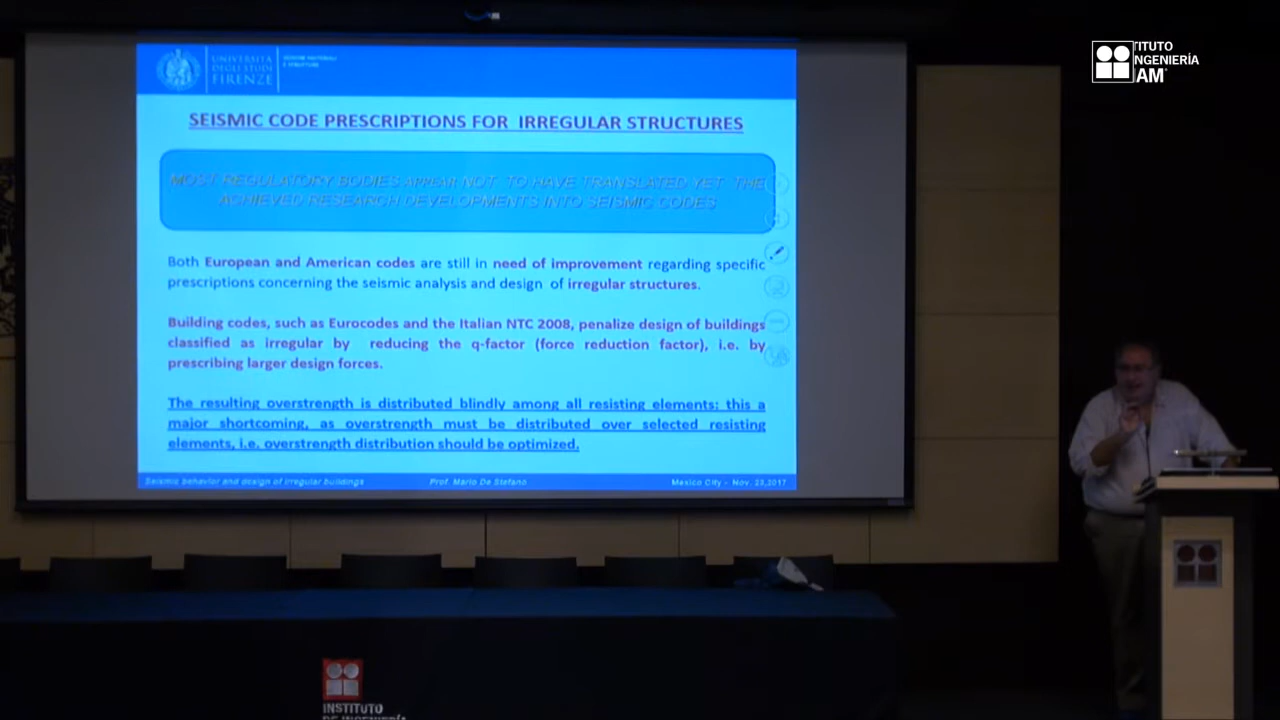 UNIVERSITÀ
DEGLI STUDI
FIRENZE
SEISMIC CODE PRESCRIPTIONS FOR IRREGULAR STRUCTURES
MOST REGULATORY BODIES APPEAR NOT TO HAVE TRANSLATED YET THE
ACHIEVED RESEARCH DEVELOPMENTS INTO SEISMIC CODES
Both European and American codes are still in need of improvement regarding specific
prescriptions concerning the seismic analysis and design of irregular structures.
Building codes, such as Eurocodes and the Italian NTC 2008, penalize design of buildings
classified as irregular by reducing the q-factor (force reduction factor), i.e. by
prescribing larger design forces.
The resulting overstrength is distributed blindly among all resisting elements; this a
major shortcoming, as overstrength must be distributed over selected resisting
elements, i.e. overstrength distribution should be optimized.
Seismic behavior and design of irregular buildings Prof. Mario De Stefano Mexico City - Nov. 23,2017
TITUTO
NGENIERÍA
AM
INSTITUTO
DE INGENIERÍA